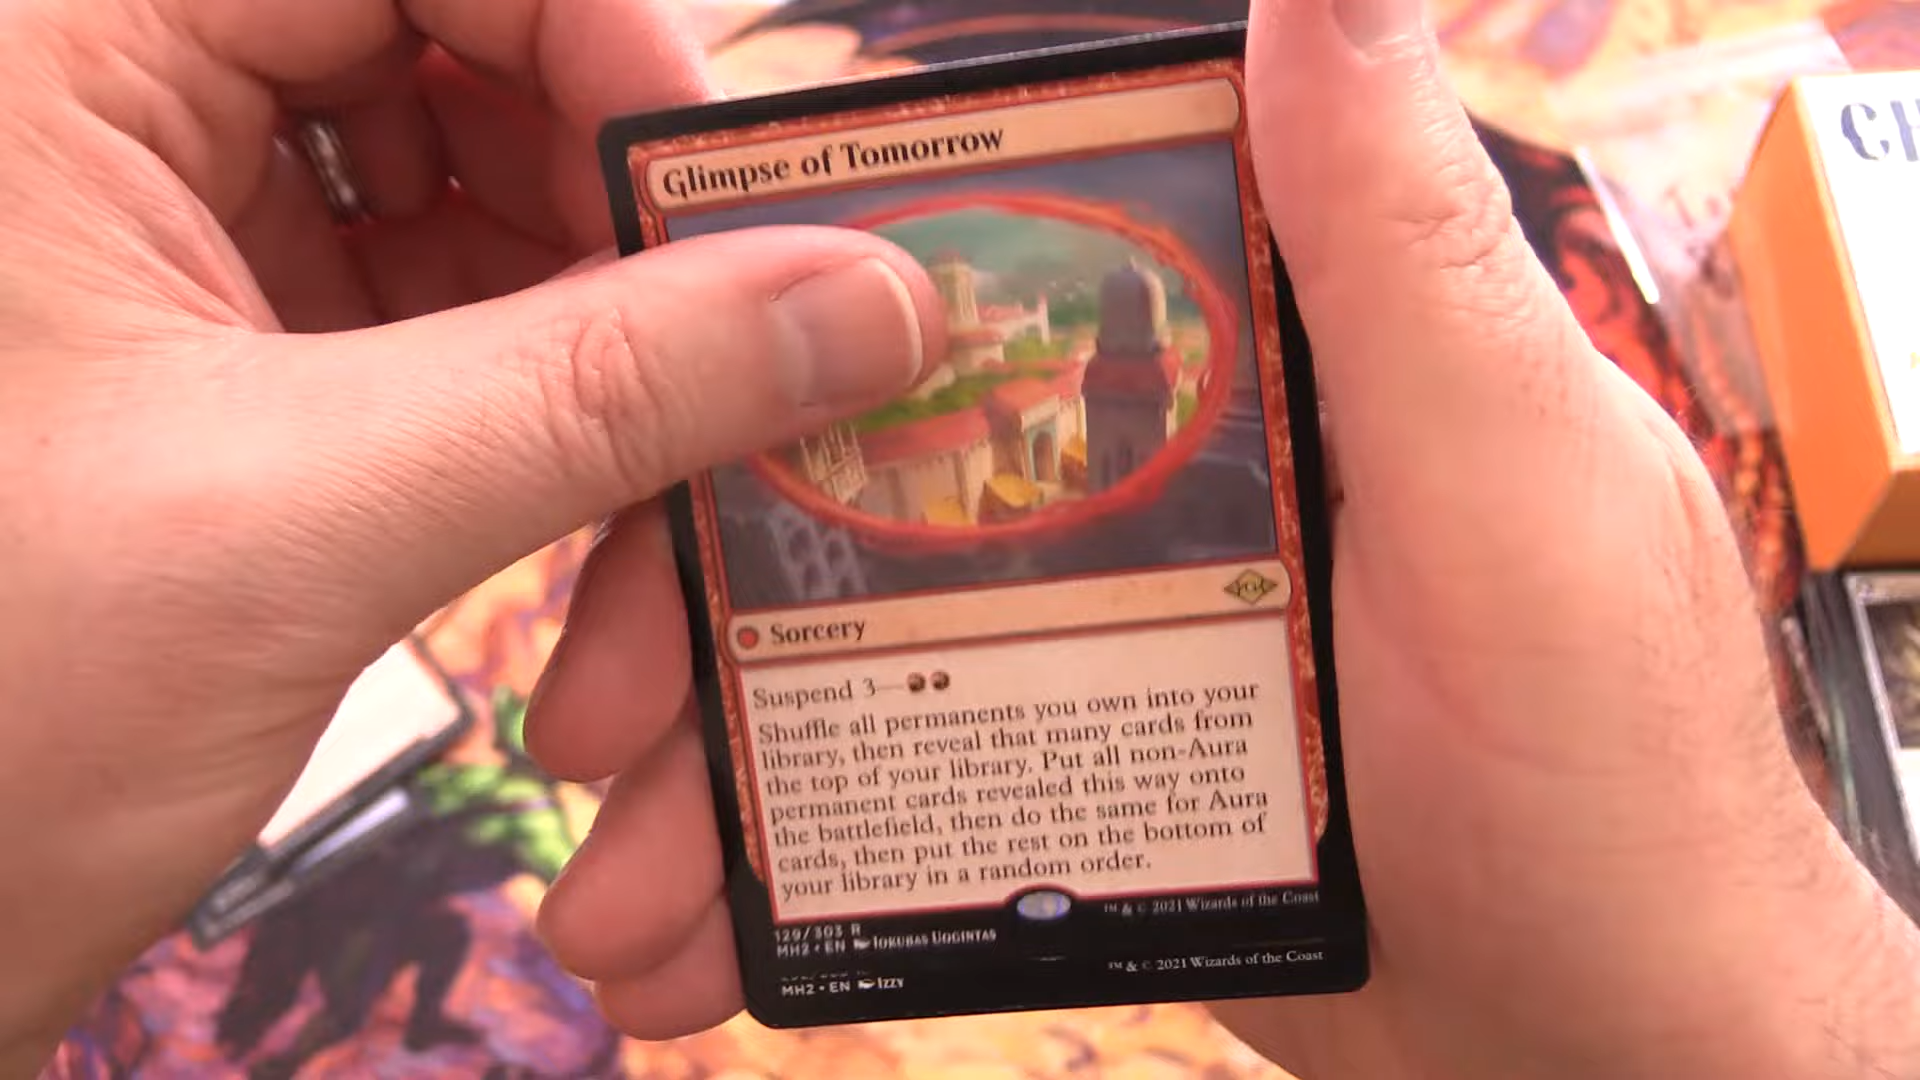 Glimpse of Tomorrow
CH
Sorcery
Suspend 3—
Shuffle all permanents you own into your
library, then reveal that many cards from
the top of your library. Put all non-Aura
permanent cards revealed this way onto
the battlefield, then do the same for Aura
cards, then put the rest on the bottom of
your library in a random order.
129/303 R
MH2 • EN Jokubas Uogintas
™ & © 2021 Wizards of the Coast
MH2 • EN Izzy
™ & © 2021 Wizards of the Coast